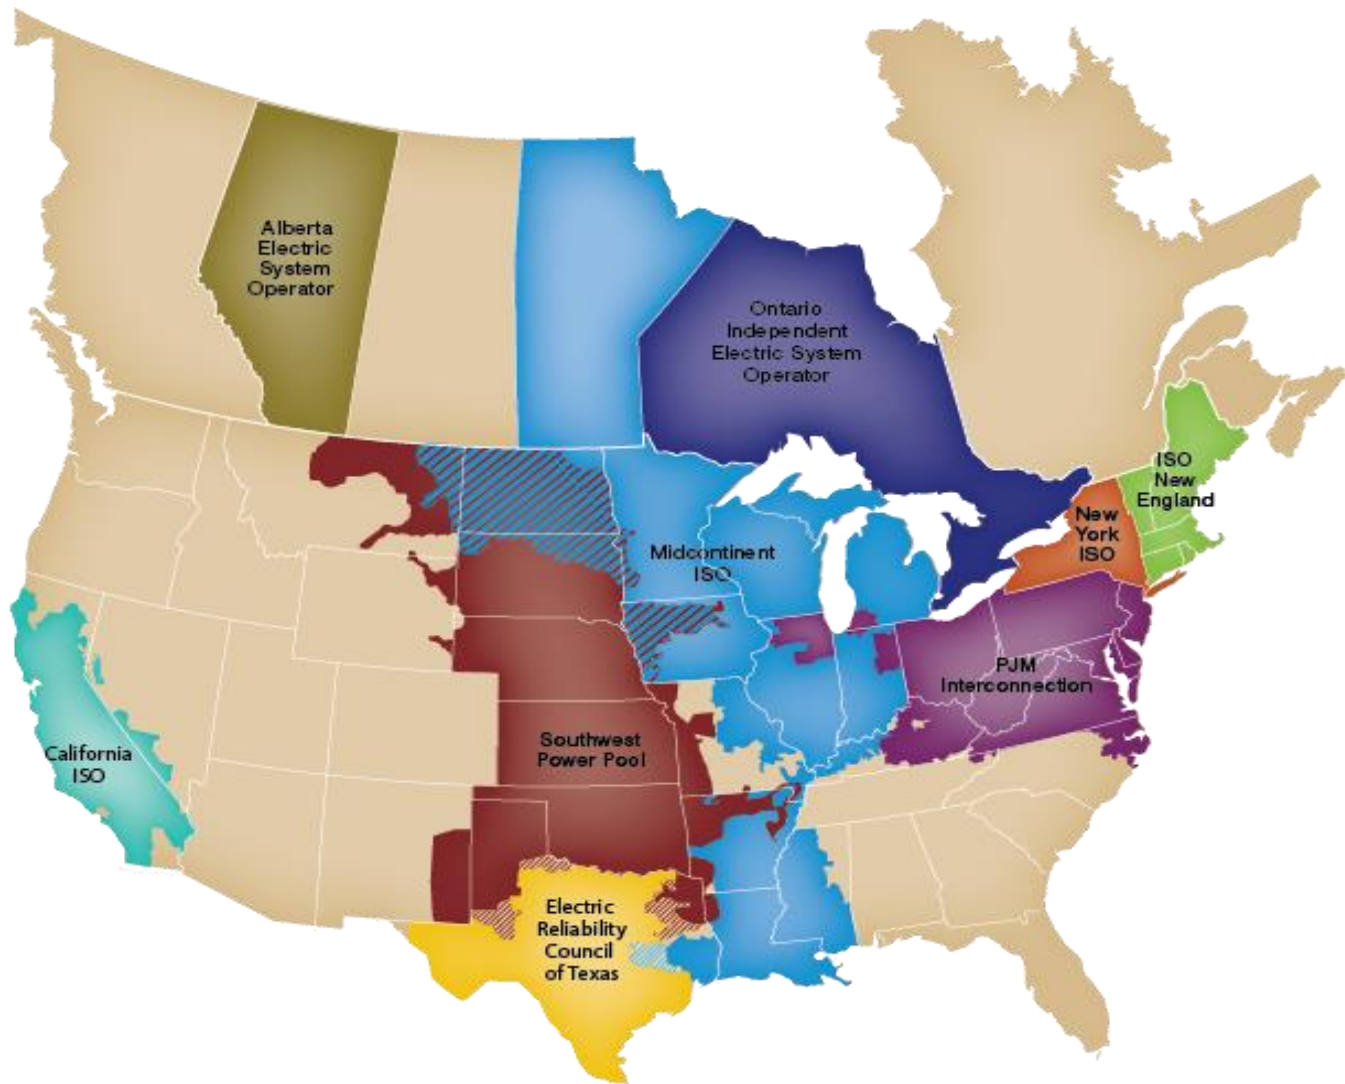 Alberta
Electric
System
Operator
Ontario
Independent
Electric System
Operator
ISO
New
England
New
York
ISO
Midcontinent
ISO
PJM
Interconnection
Southwest
Power Pool
California
ISO
Electric
Reliability
Council
of Texas